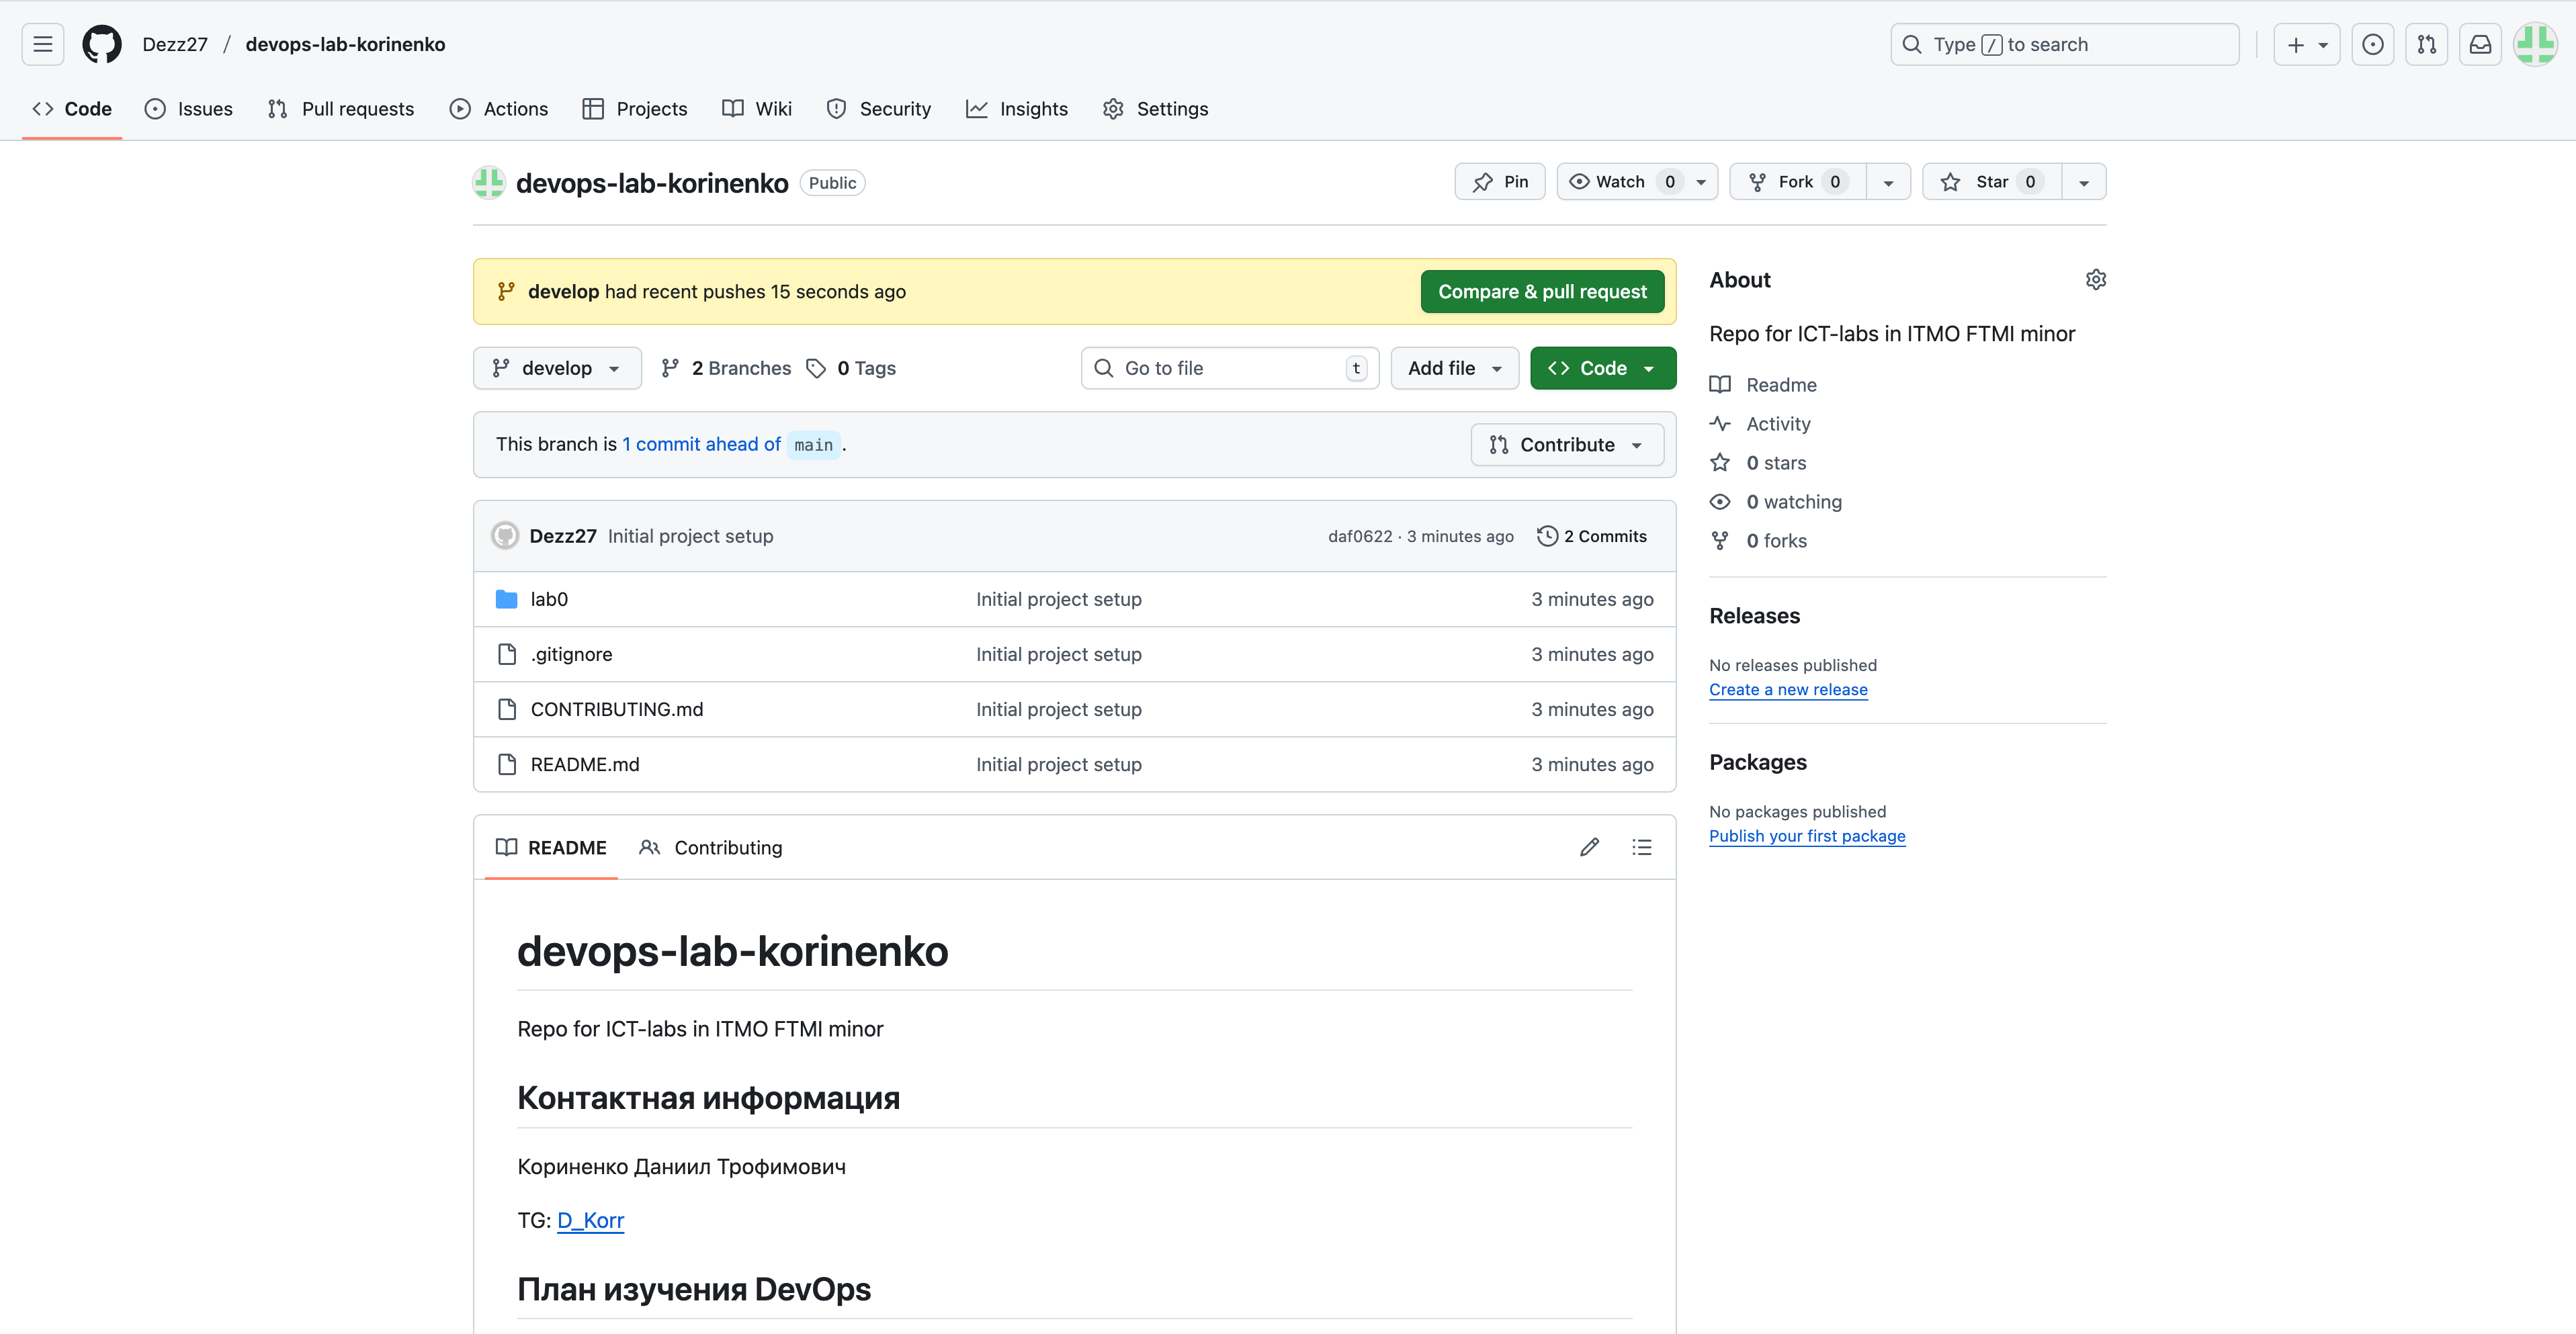 Dezz27 / devops-lab-korinenko
Type / to search
Code Issues Pull requests Actions Projects Wiki Security Insights Settings
devops-lab-korinenko Public
Pin Watch 0 Fork 0 Star 0
develop had recent pushes 15 seconds ago Compare & pull request
develop 2 Branches 0 Tags Go to file t Add file Code
This branch is 1 commit ahead of main. Contribute
Dezz27 Initial project setup daf0622 · 3 minutes ago 2 Commits
lab0 Initial project setup 3 minutes ago
.gitignore Initial project setup 3 minutes ago
CONTRIBUTING.md Initial project setup 3 minutes ago
README.md Initial project setup 3 minutes ago
README Contributing
devops-lab-korinenko
Repo for ICT-labs in ITMO FTMI minor
Контактная информация
Кориненко Даниил Трофимович
TG: D_Korr
План изучения DevOps
About
Repo for ICT-labs in ITMO FTMI minor
Readme
Activity
0 stars
0 watching
0 forks
Releases
No releases published
Create a new release
Packages
No packages published
Publish your first package